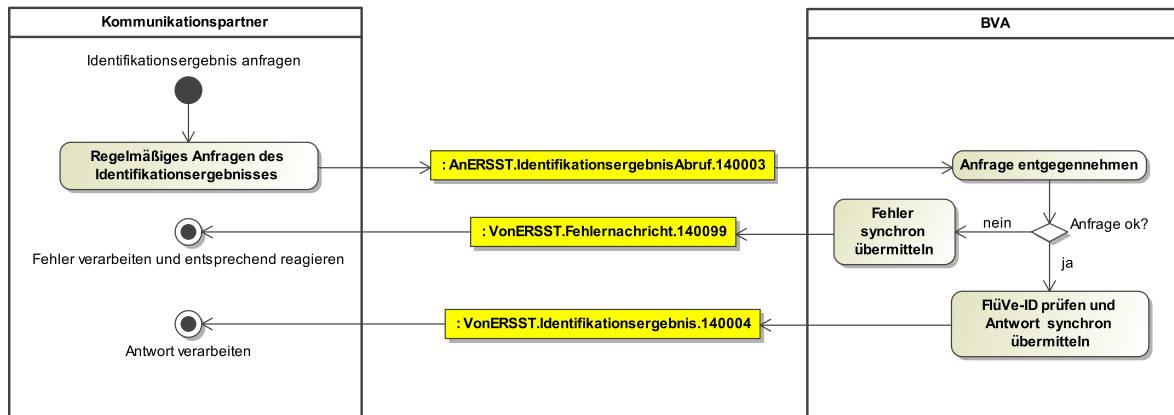 Kommunikationspartner
BVA
Identifikationsergebnis anfragen
Regelmäßiges Anfragen des
Identifikationsergebnisses
: AnERSST.IdentifikationsergebnisAbruf.140003
Anfrage entgegennehmen
Anfrage ok?
nein
Fehler
synchron
übermitteln
: VonERSST.Fehlernachricht.140099
Fehler verarbeiten und entsprechend reagieren
ja
FlüVe-ID prüfen und
Antwort synchron
übermitteln
: VonERSST.Identifikationsergebnis.140004
Antwort verarbeiten